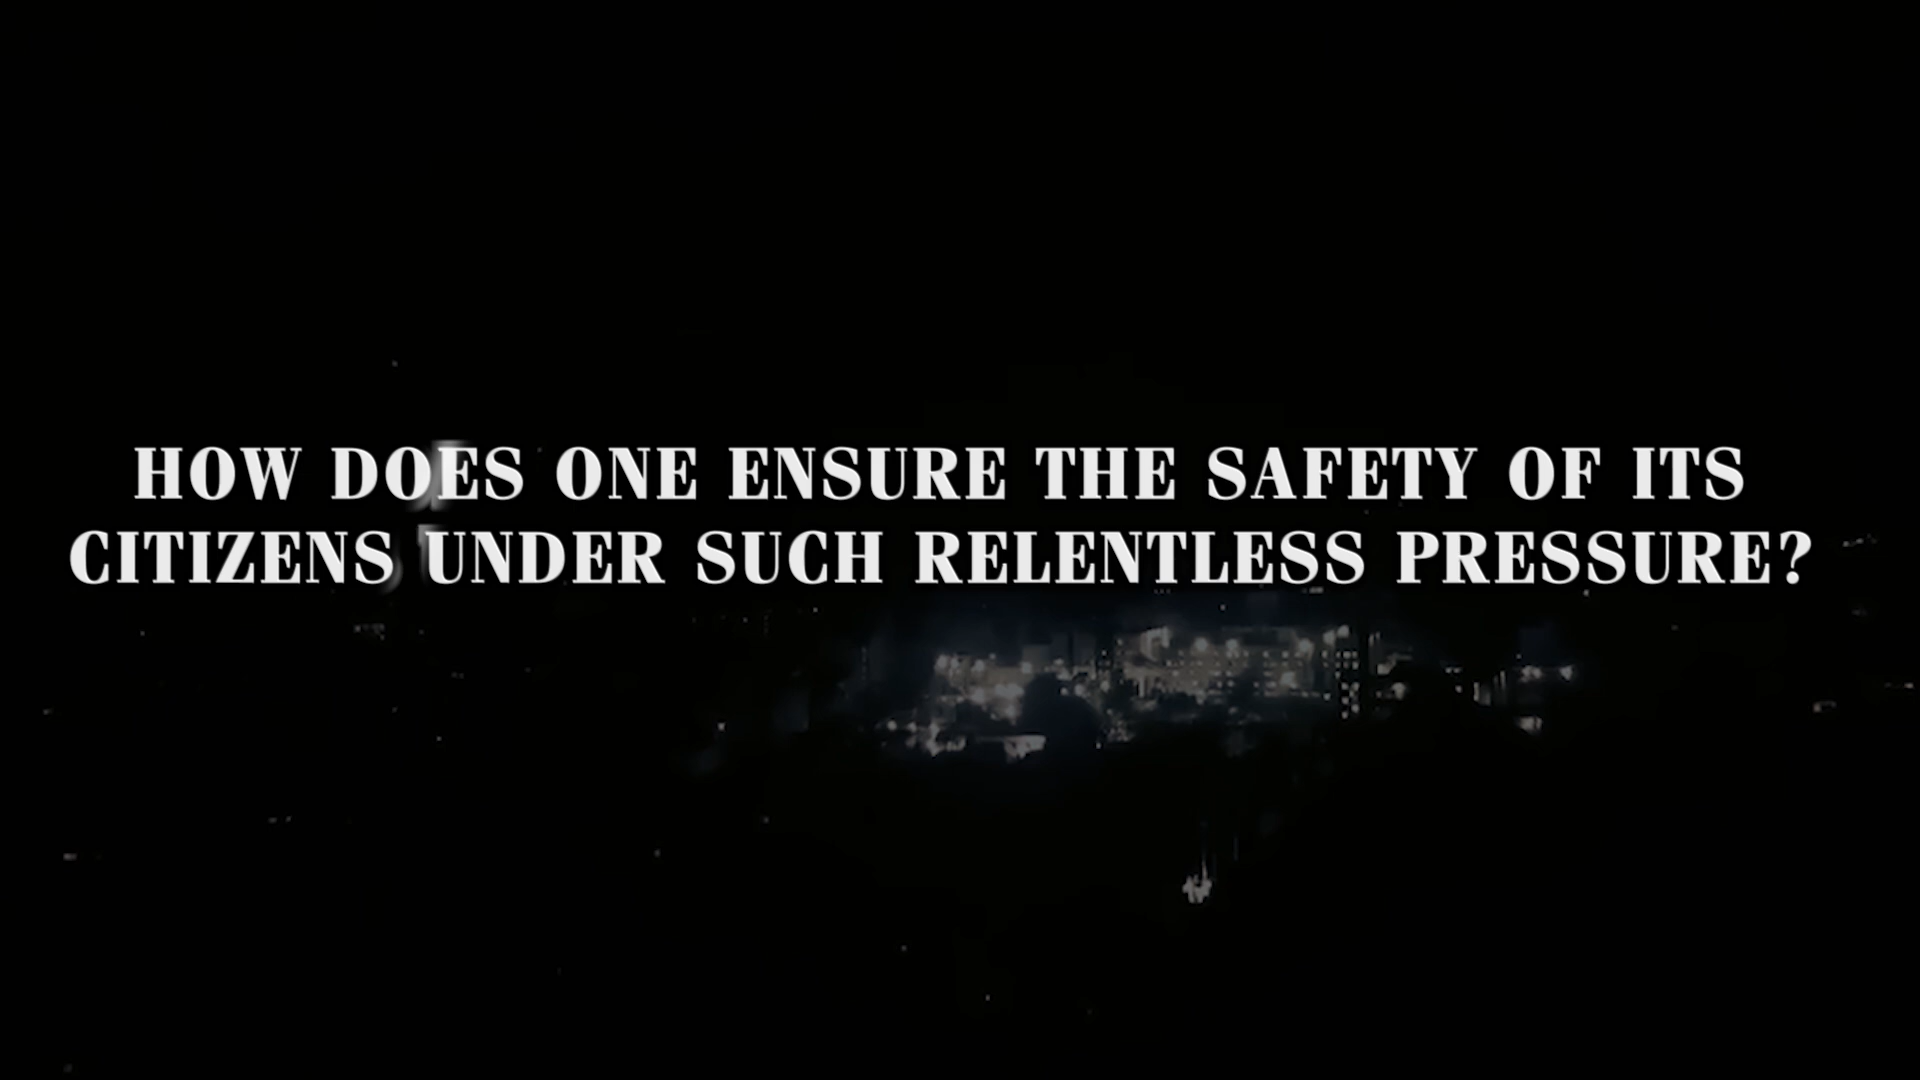 HOW DOES ONE ENSURE THE SAFETY OF ITS
CITIZENS UNDER SUCH RELENTLESS PRESSURE?